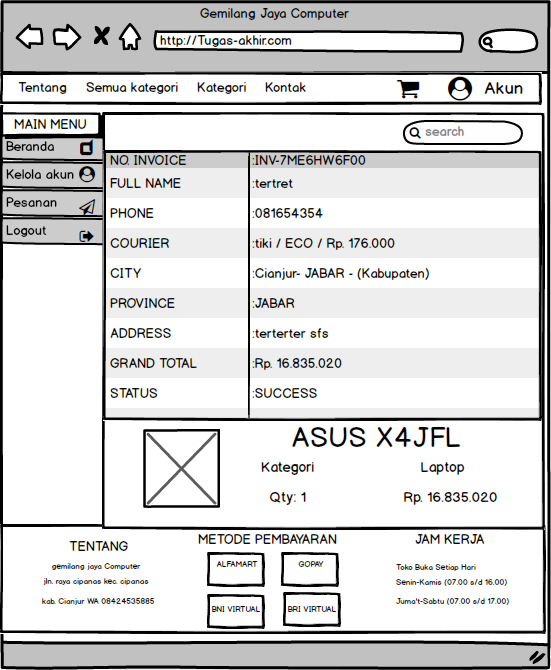 Gemilang Jaya Computer
http://Tugas-akhir.com
Tentang Semua kategori Kategori Kontak Akun
MAIN MENU
search
Beranda
Kelola akun
Pesanan
Logout
NO. INVOICE :INV-7ME6HW6F00
FULL NAME :tertret
PHONE :081654354
COURIER :tiki / ECO / Rp. 176.000
CITY :Cianjur- JABAR - (Kabupaten)
PROVINCE :JABAR
ADDRESS :terterter sfs
GRAND TOTAL :Rp. 16.835.020
STATUS :SUCCESS
ASUS X4JFL
Kategori Laptop
Qty: 1 Rp. 16.835.020
TENTANG
gemilang jaya Computer
jln. raya cipanas kec. cipanas
kab. Cianjur WA 08424535885
METODE PEMBAYARAN
ALFAMART GOPAY
BNI VIRTUAL BRI VIRTUAL
JAM KERJA
Toko Buka Setiap Hari
Senin-Kamis (07.00 s/d 16.00)
Juma't-Sabtu (07.00 s/d 17.00)